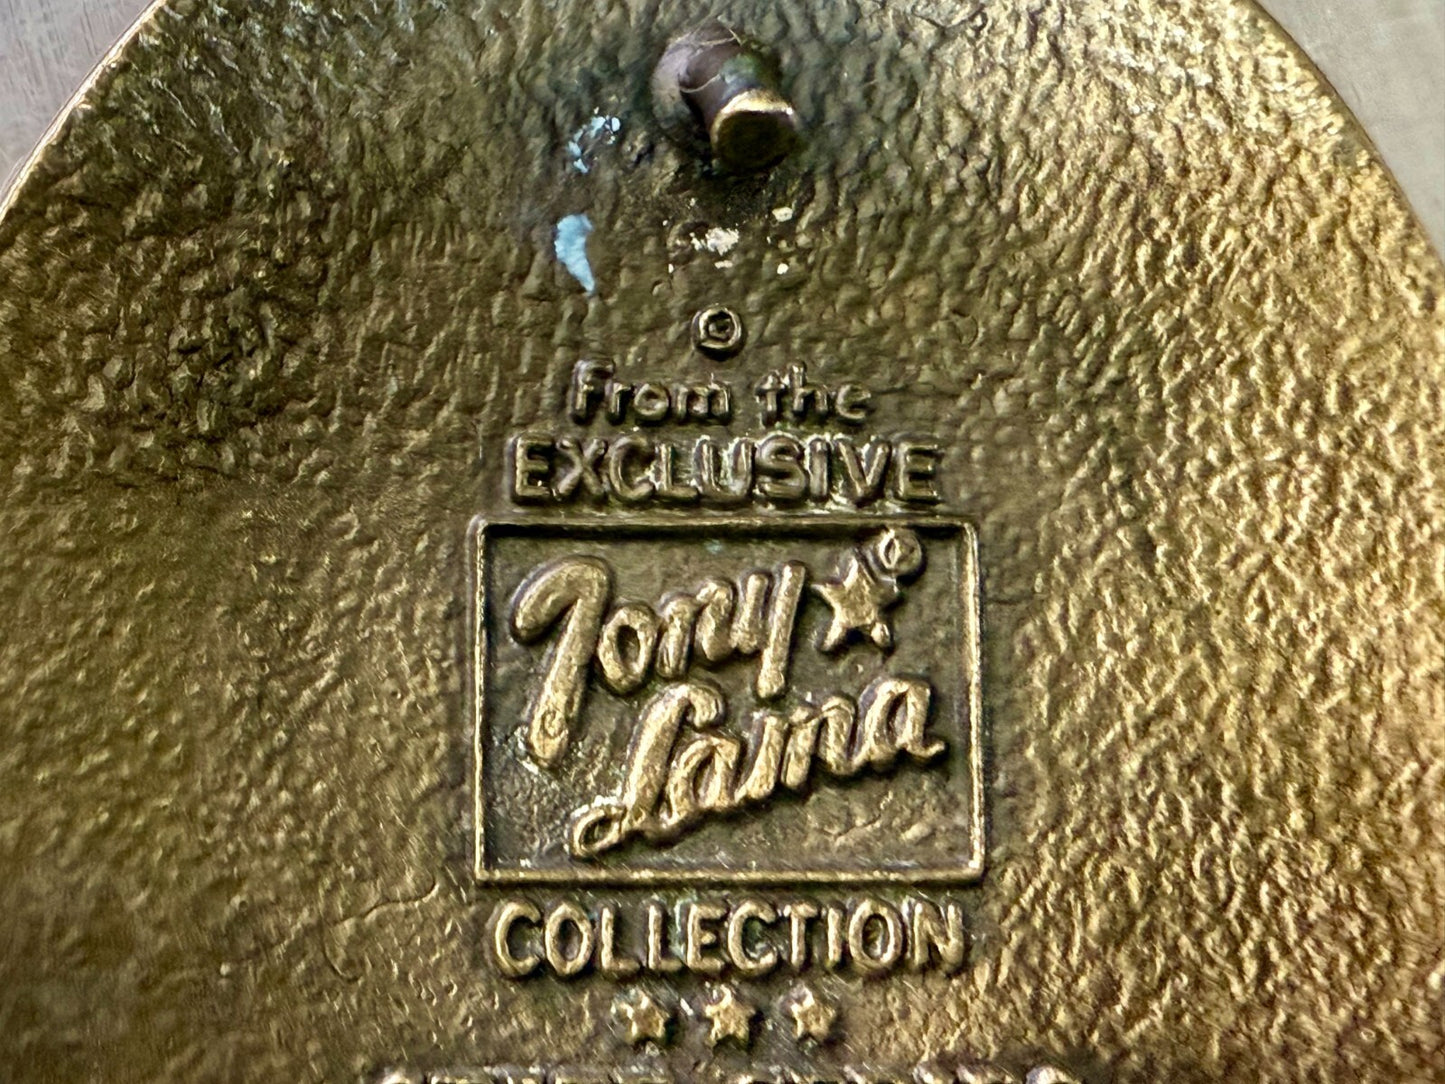 ©
From the
EXCLUSIVE
Tony
Lama
COLLECTION